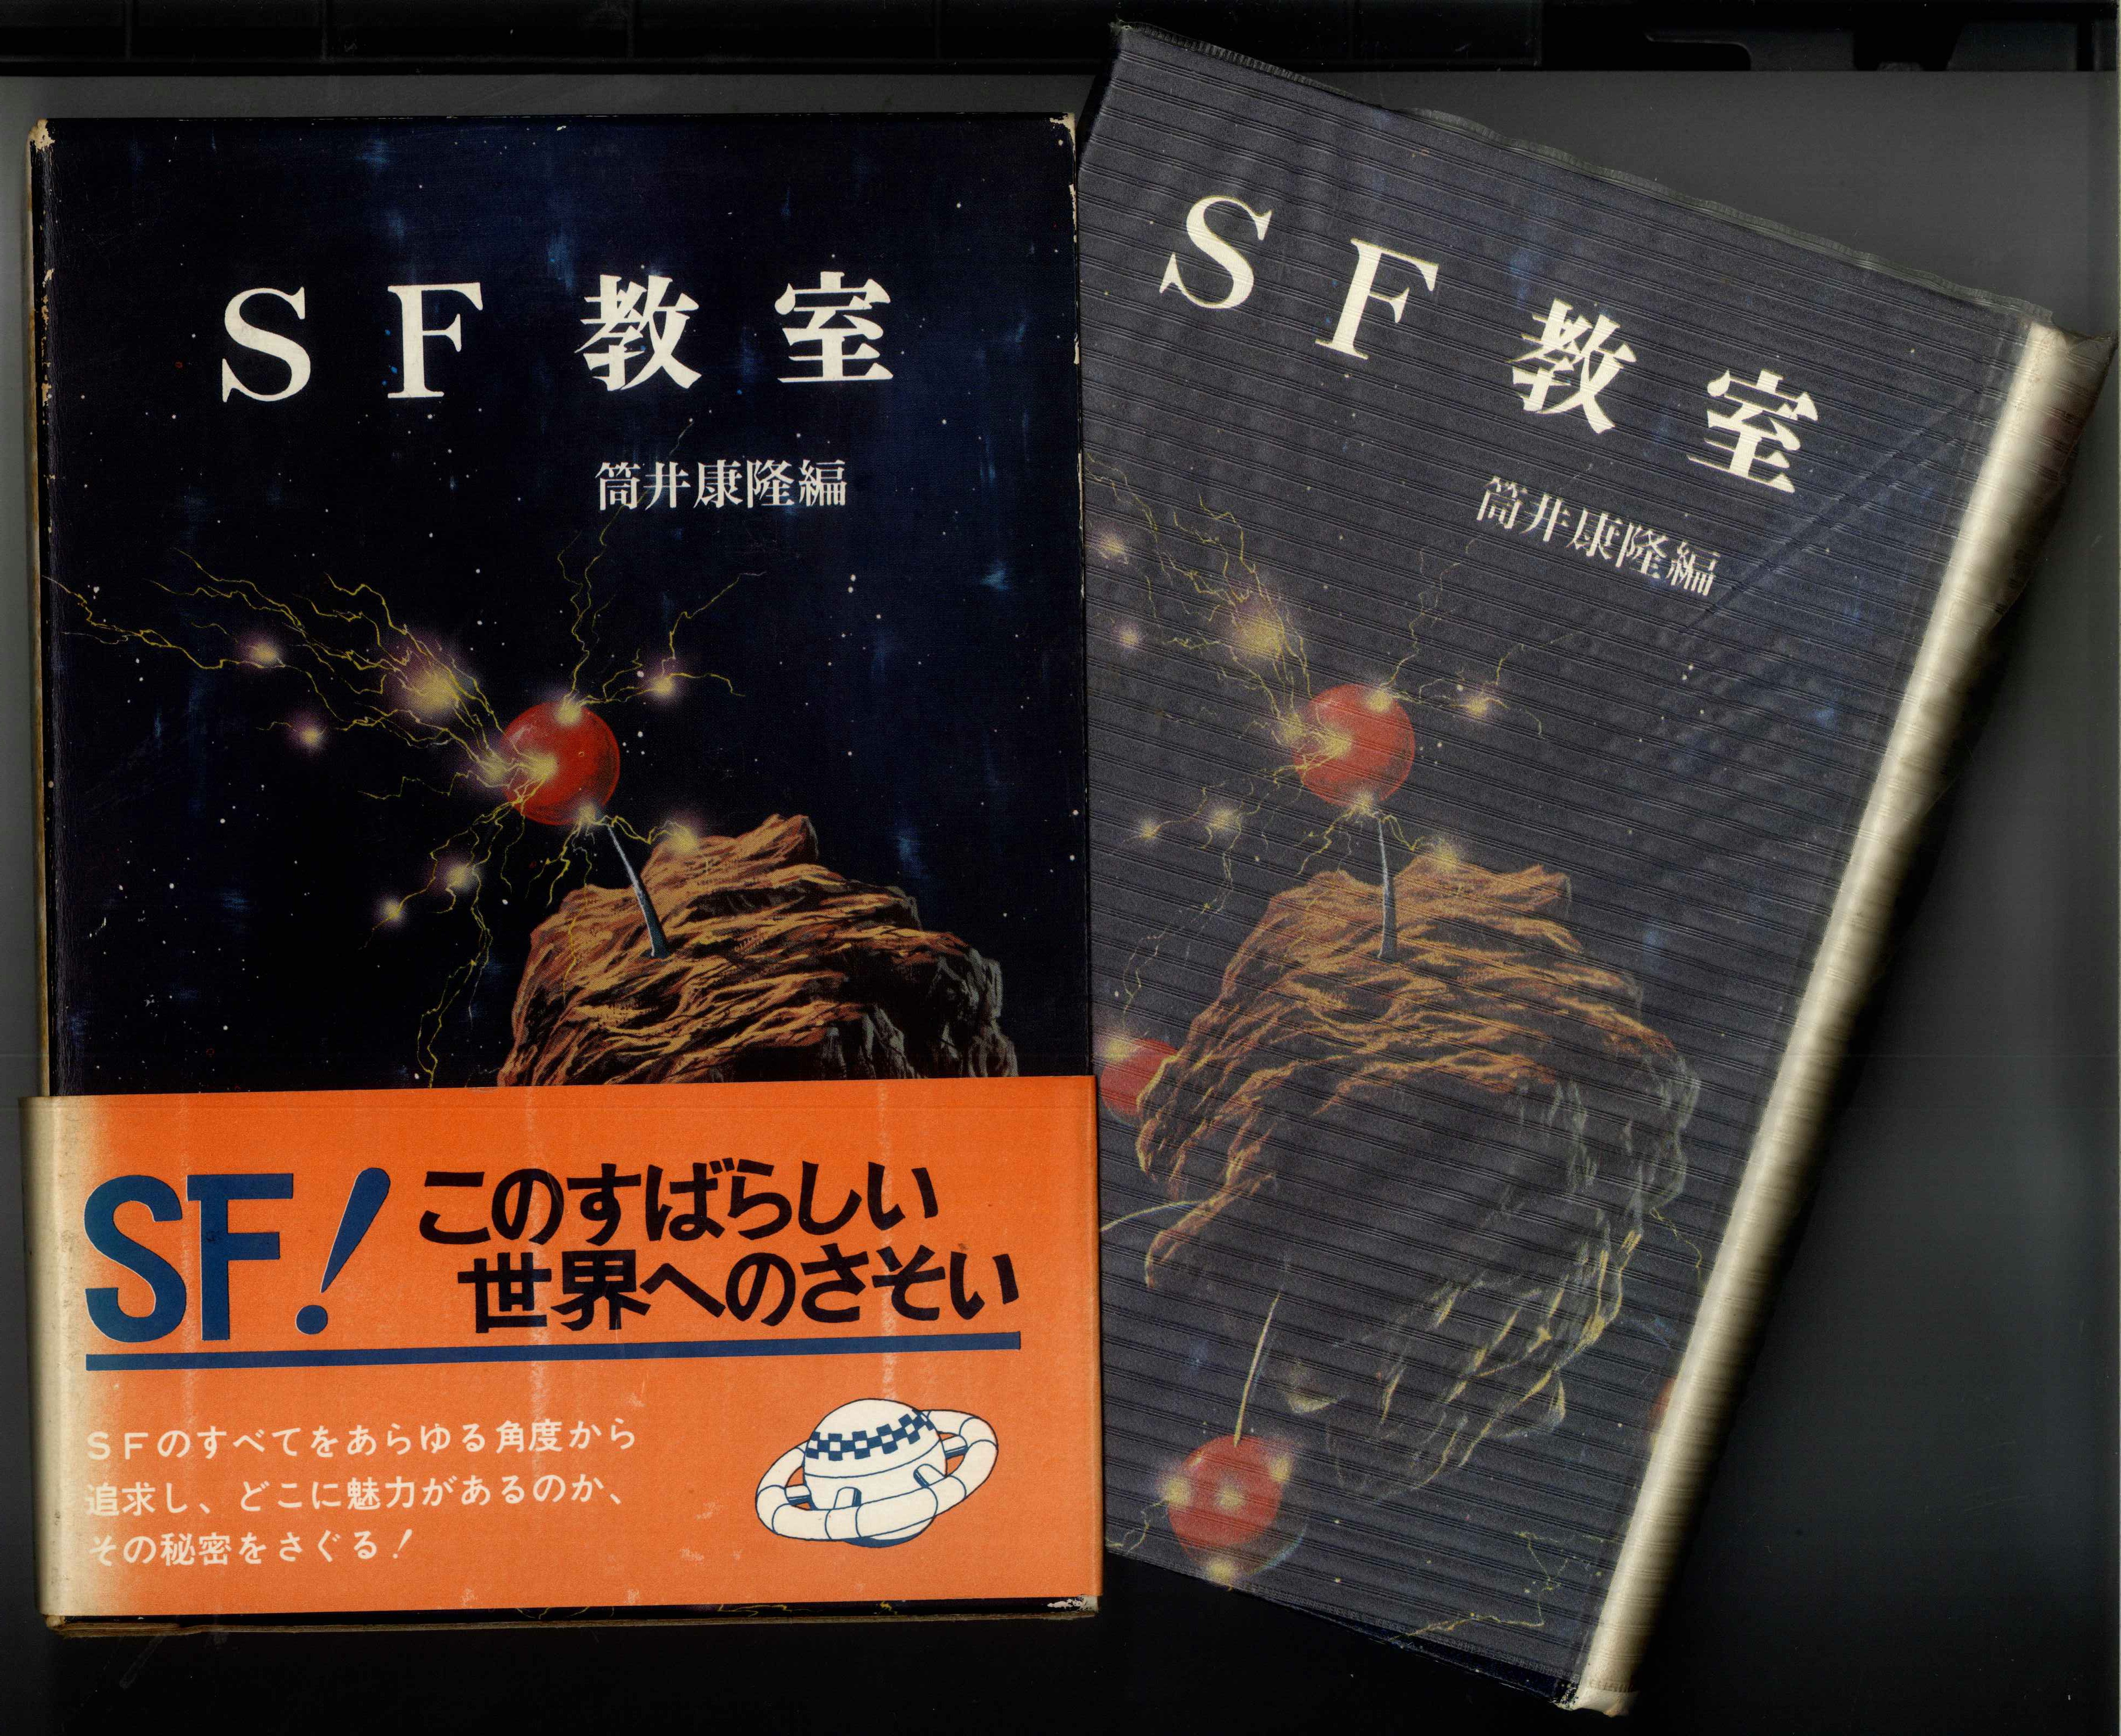 SF教室
筒井康隆編
SF!
このすばらしい
世界へのさそい
SFのすべてをあらゆる角度から
追求し、どこに魅力があるのか、
その秘密をさぐる!
SF教室
筒井康隆編